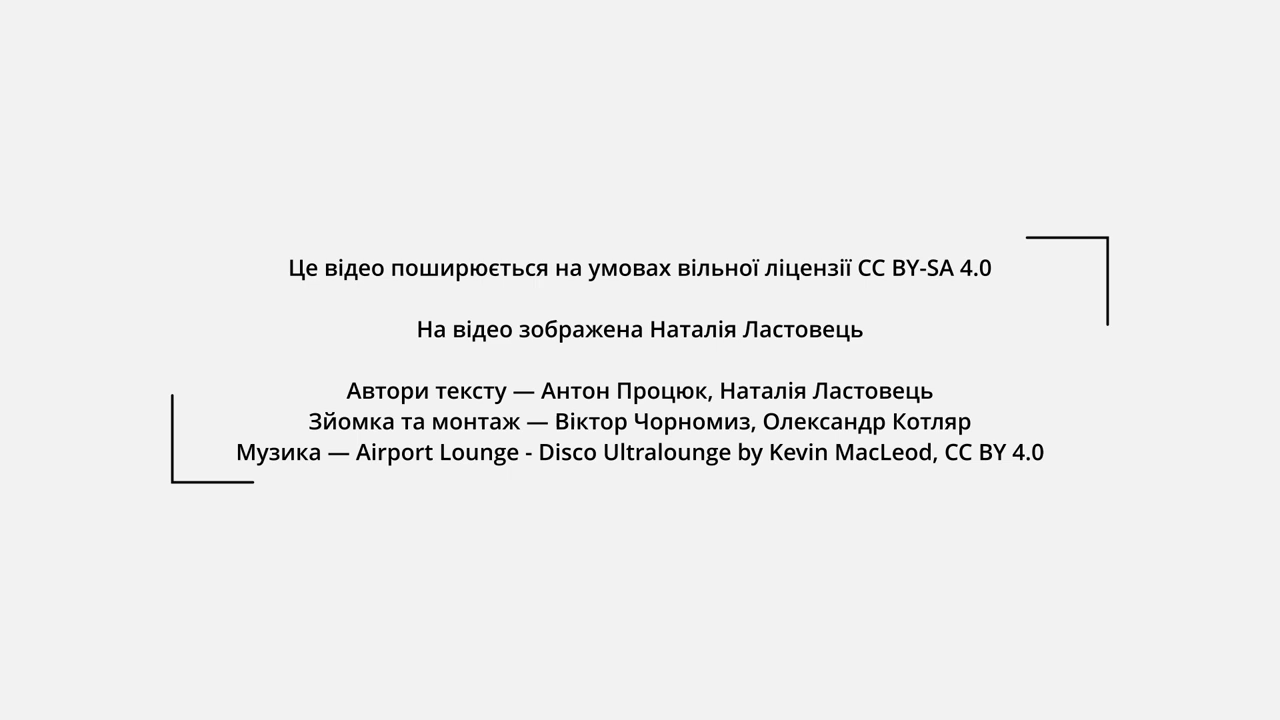 Це відео поширюється на умовах вільної ліцензії CC BY-SA 4.0
На відео зображена Наталія Ластовець
Автори тексту — Антон Процюк, Наталія Ластовець
Зйомка та монтаж — Віктор Чорномиз, Олександр Котляр
Музика — Airport Lounge - Disco Ultralounge by Kevin MacLeod, CC BY 4.0